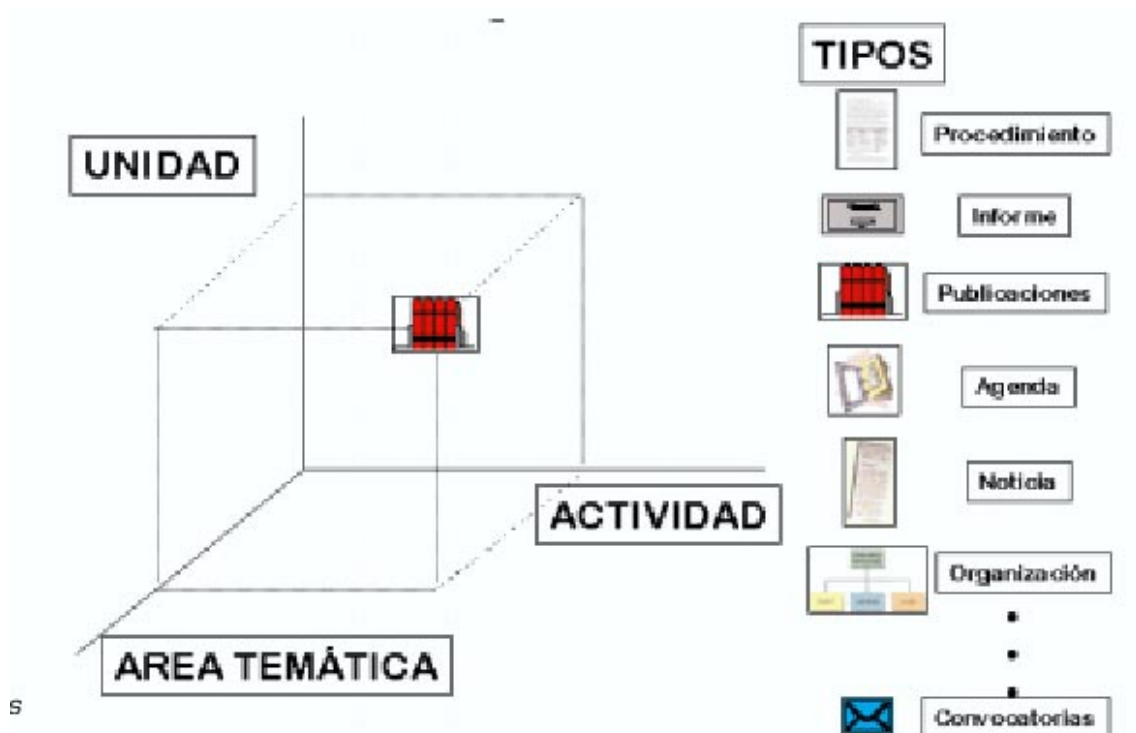 TIPOS
UNIDAD
Procedimiento
Informe
Publicaciones
Agenda
Noticia
ACTIVIDAD
Organización
AREA TEMÁTICA
s
Convocatorias